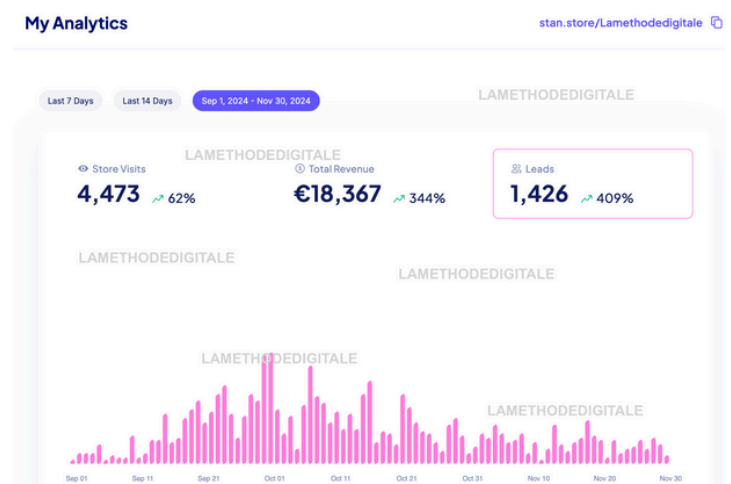 My Analytics
stan.store/Lamethodedigitale
LAMETHODEDIGITALE
Last 7 Days
Last 14 Days
Sep 1, 2024 - Nov 30, 2024
LAMETHODEDIGITALE
Store Visits
Total Revenue
Leads
4,473
62%
€18,367
344%
1,426
409%
LAMETHODEDIGITALE
LAMETHODEDIGITALE
LAMETHODEDIGITALE
LAMETHODEDIGITALE
Sep 01
Sep 11
Sep 21
Oct 01
Oct 11
Oct 21
Oct 31
Nov 10
Nov 20
Nov 30